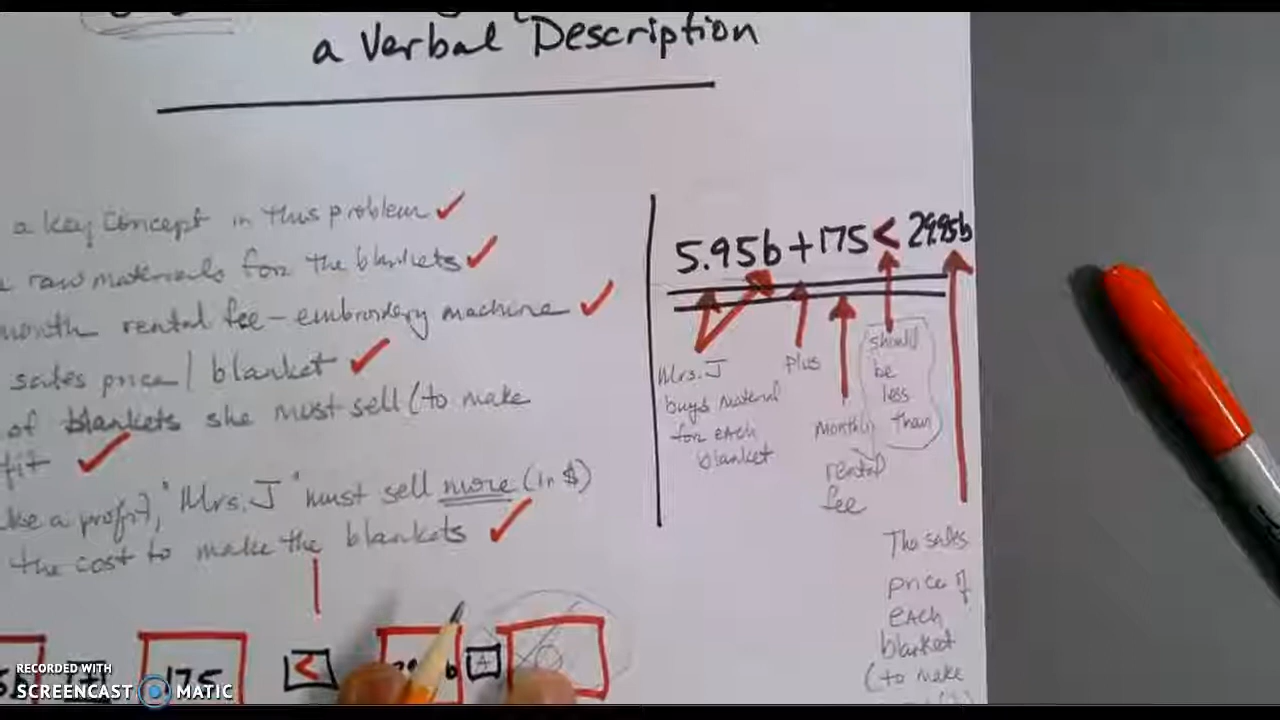 a Verbal Description
a key concept in this problem ✓
raw materials for the blankets ✓
month rental fee - embroidery machine ✓
sales price / blanket ✓
of blankets she must sell (to make
fit ✓
a profit, "Mrs. J" must sell more (in $)
the cost to make the blankets ✓
175 < b +
5.95b + 175 < 29.95b
Mrs. J
buys material
for each
blanket
plus
Monthly
rental
fee
should
be
less
than
The sales
price of
each
blanket
(to make
RECORDED WITH
SCREENCAST MATIC